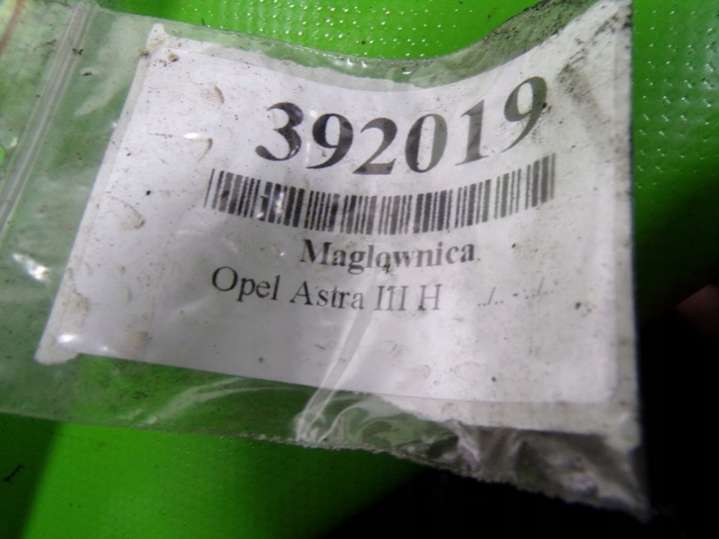 392019
Maglownica
Opel Astra III H ../.. - ../..